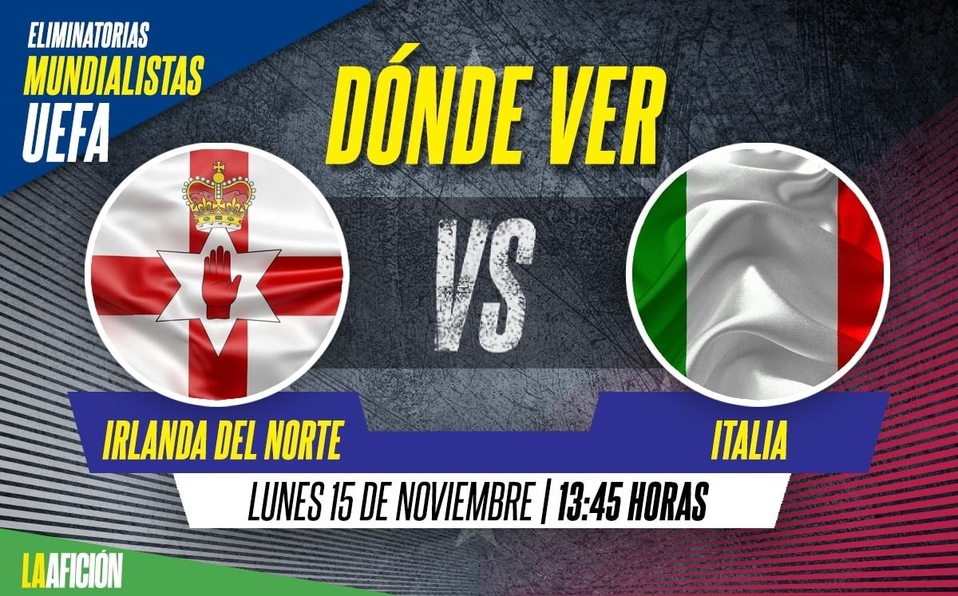 ELIMINATORIAS
MUNDIALISTAS
UEFA
DÓNDE VER
VS
IRLANDA DEL NORTE
ITALIA
LUNES 15 DE NOVIEMBRE | 13:45 HORAS
LAAFICIÓN